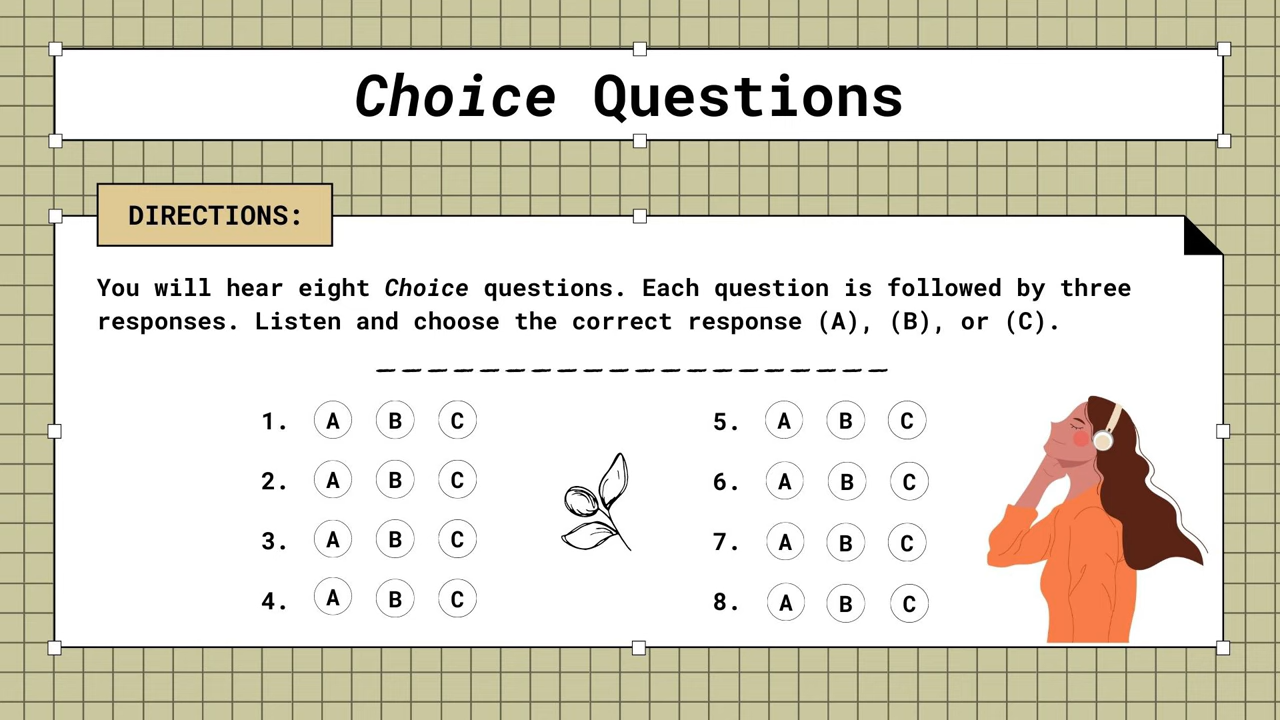 Choice Questions
DIRECTIONS:
You will hear eight Choice questions. Each question is followed by three
responses. Listen and choose the correct response (A), (B), or (C).
1. A B C
2. A B C
3. A B C
4. A B C
5. A B C
6. A B C
7. A B C
8. A B C